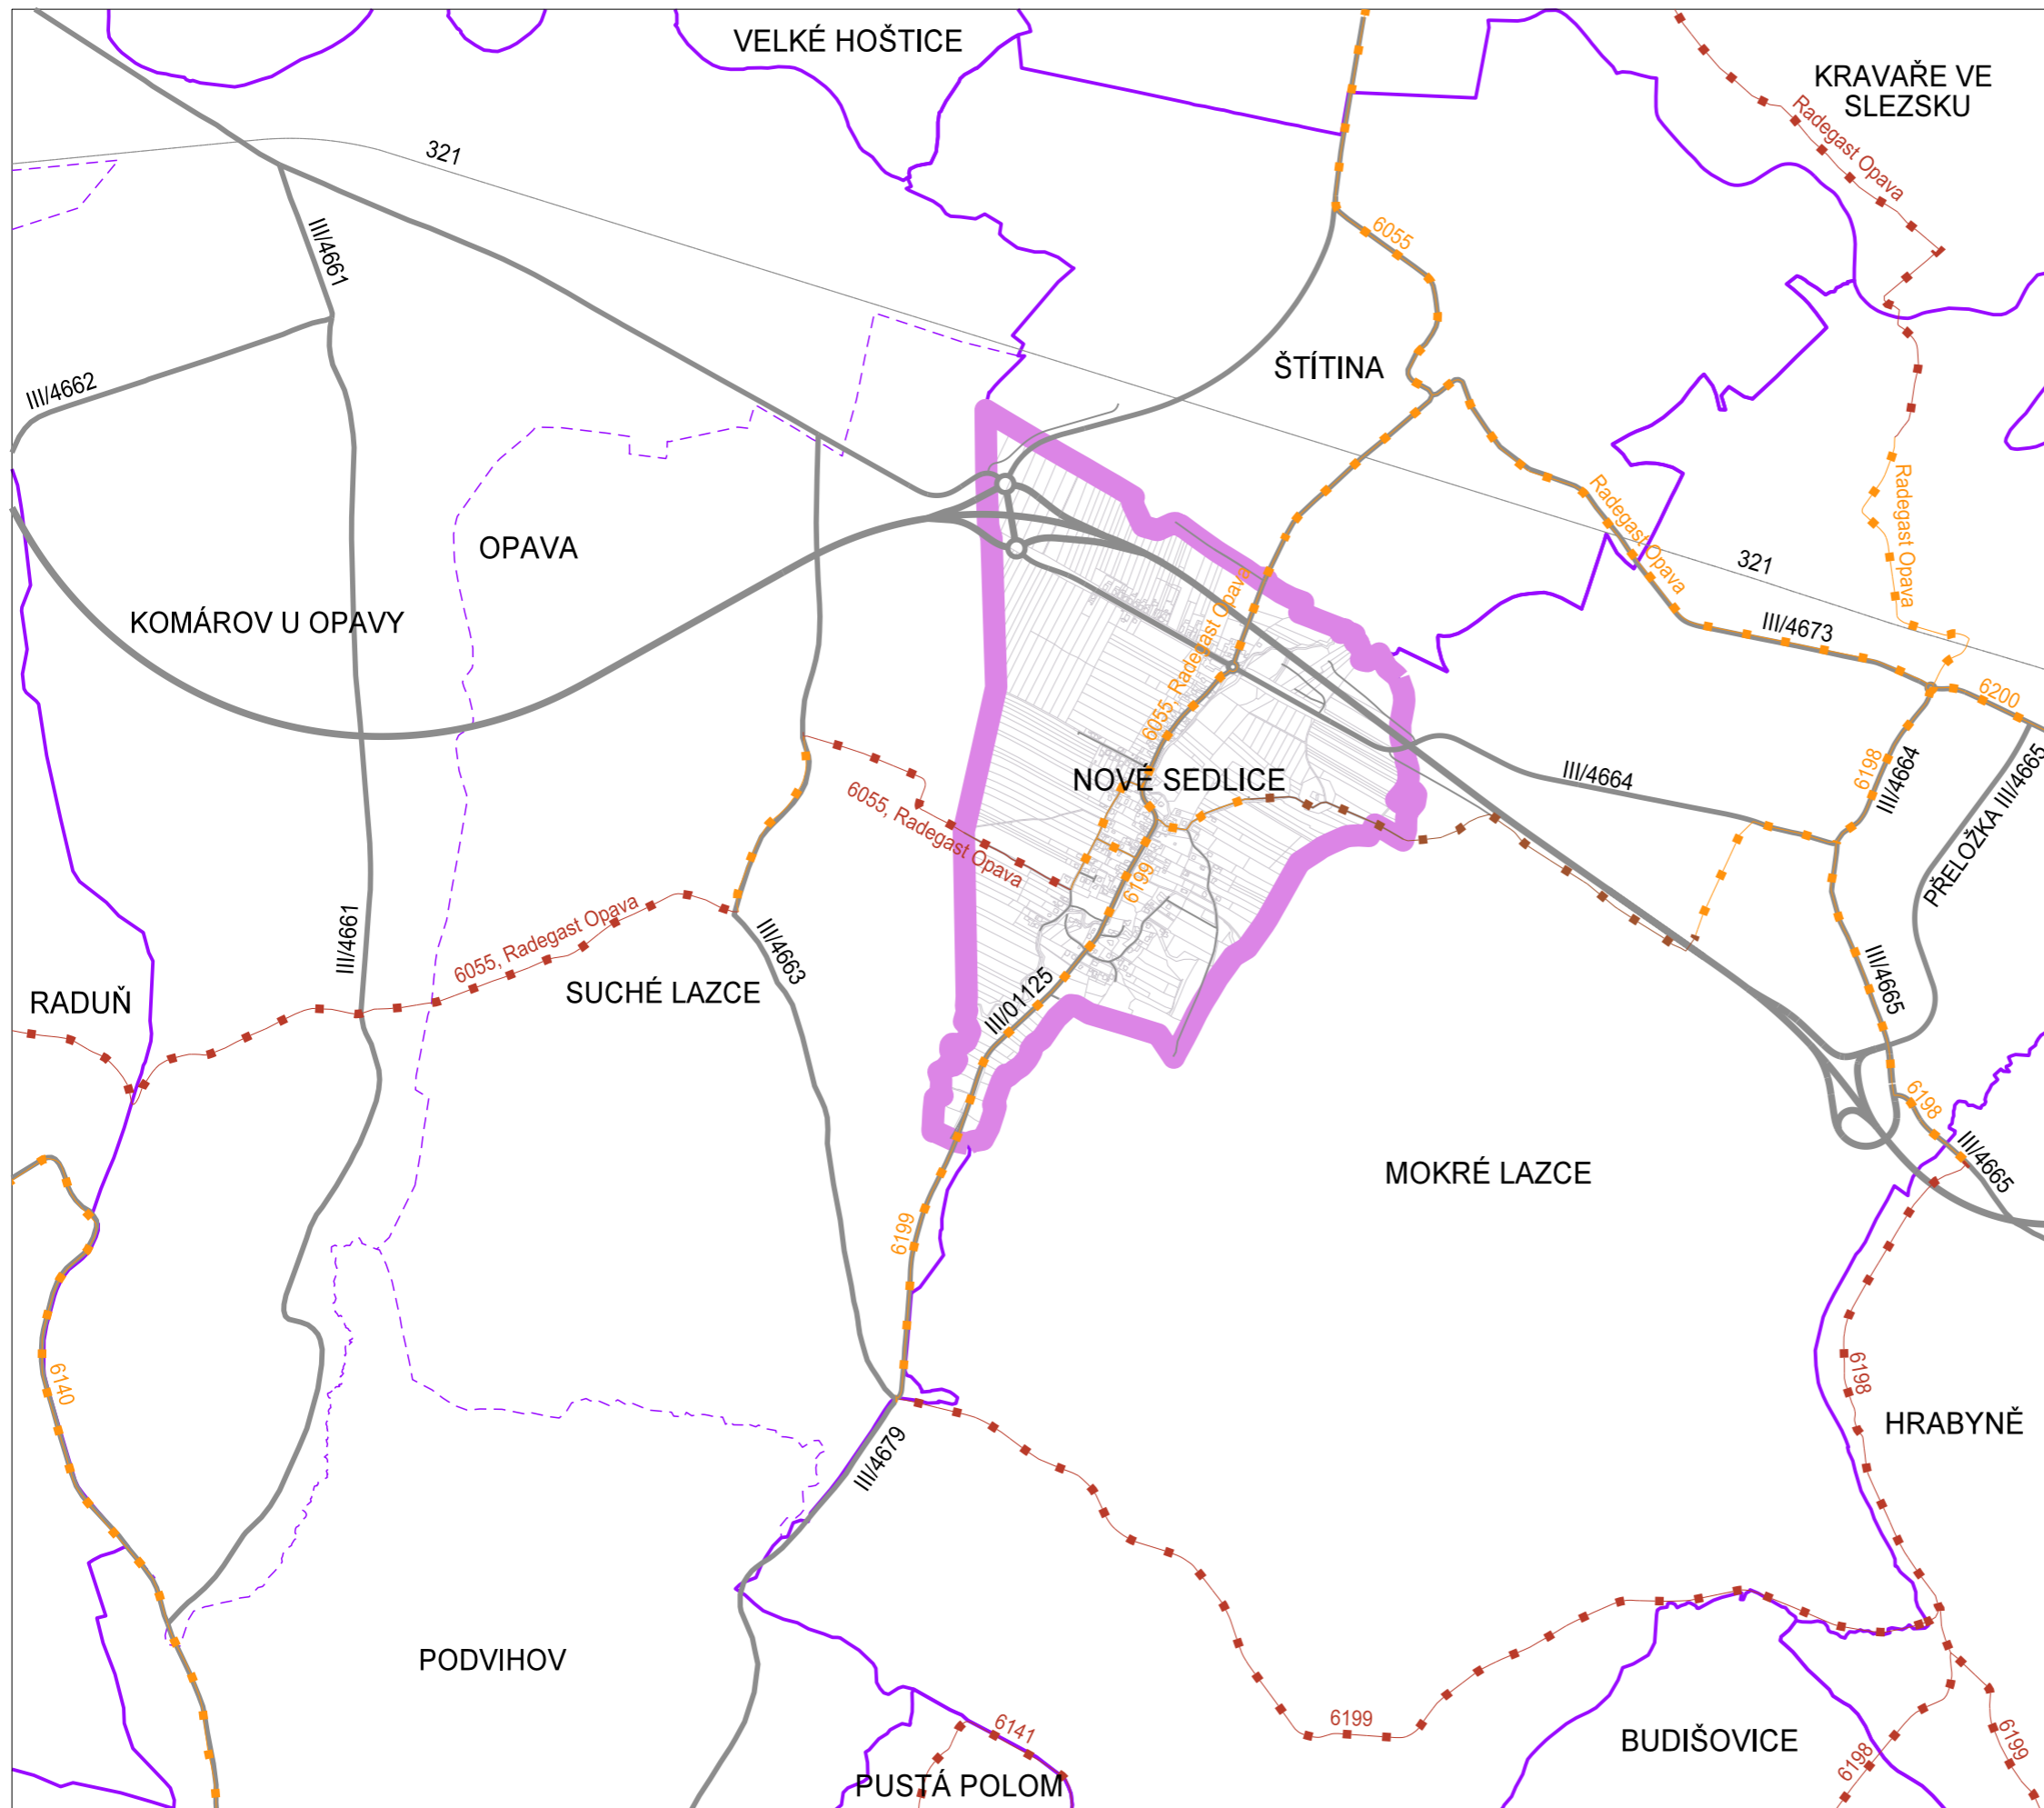 VELKÉ HOŠTICE
KRAVAŘE VE
SLEZSKU
Radegast Opava
321
III/4661
6055
ŠTÍTINA
III/4662
Radegast Opava
Radegast Opava
OPAVA
321
KOMÁROV U OPAVY
6055, Radegast Opava
III/4673
6200
NOVÉ SEDLICE
III/4664
6198
III/4664
PŘELOŽKA III/4665
6055, Radegast Opava
6199
6055, Radegast Opava
III/4661
III/4663
SUCHÉ LAZCE
RADUŇ
III/01125
III/4665
6198
III/4665
MOKRÉ LAZCE
6199
6140
6198
HRABYNĚ
III/4679
PODVIHOV
6199
6141
BUDIŠOVICE
6198
6199
PUSTÁ POLOM